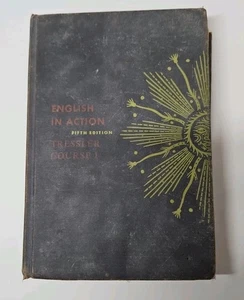 ENGLISH
IN ACTION
FIFTH EDITION
TRESSLER
COURSE 1